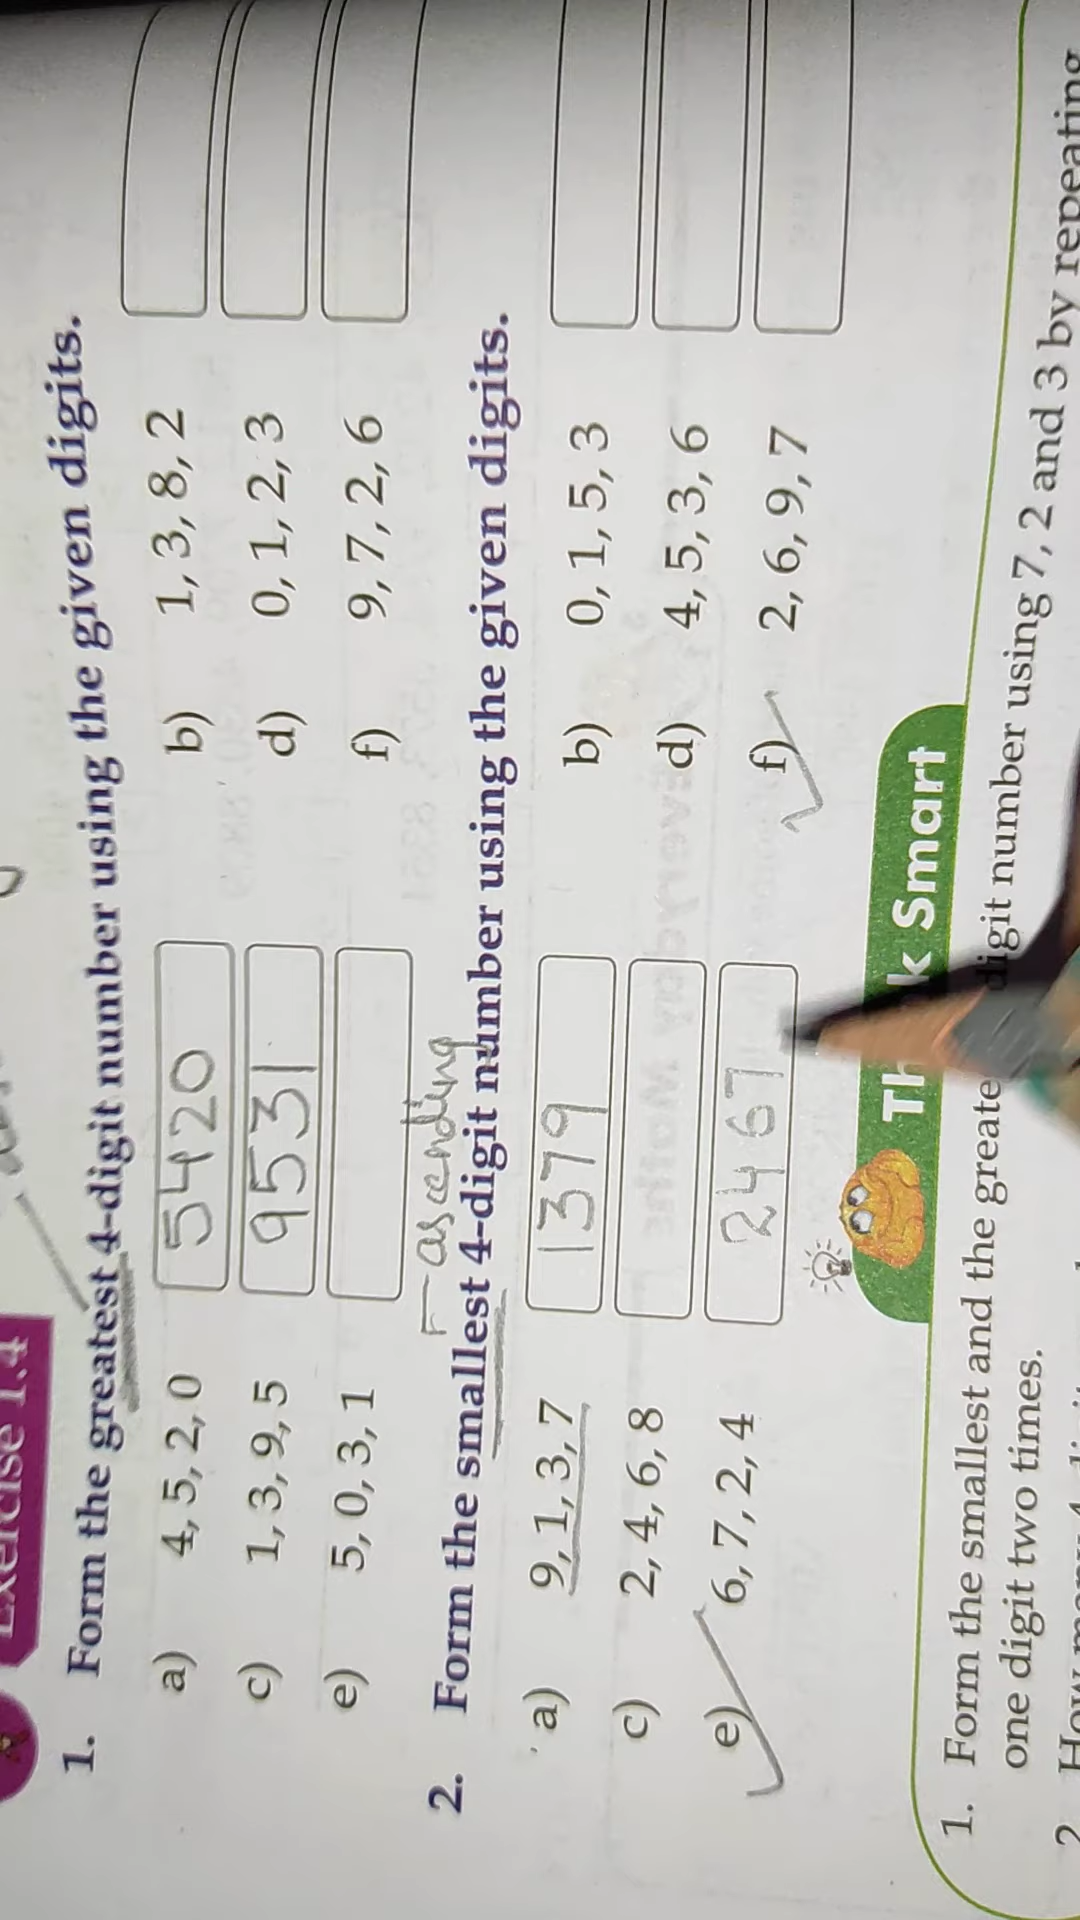 Exercise 1.4
1. Form the greatest 4-digit number using the given digits.
a) 4, 5, 2, 0 5420 b) 1, 3, 8, 2
c) 1, 3, 9, 5 9531 d) 0, 1, 2, 3
e) 5, 0, 3, 1 f) 9, 7, 2, 6
ascending
2. Form the smallest 4-digit number using the given digits.
a) 9, 1, 3, 7 1379 b) 0, 1, 5, 3
c) 2, 4, 6, 8 d) 4, 5, 3, 6
e) 6, 7, 2, 4 2467 f) 2, 6, 9, 7
Smart
1. Form the smallest and the digit number using 7, 2 and 3 by repeating
one digit two times.
2